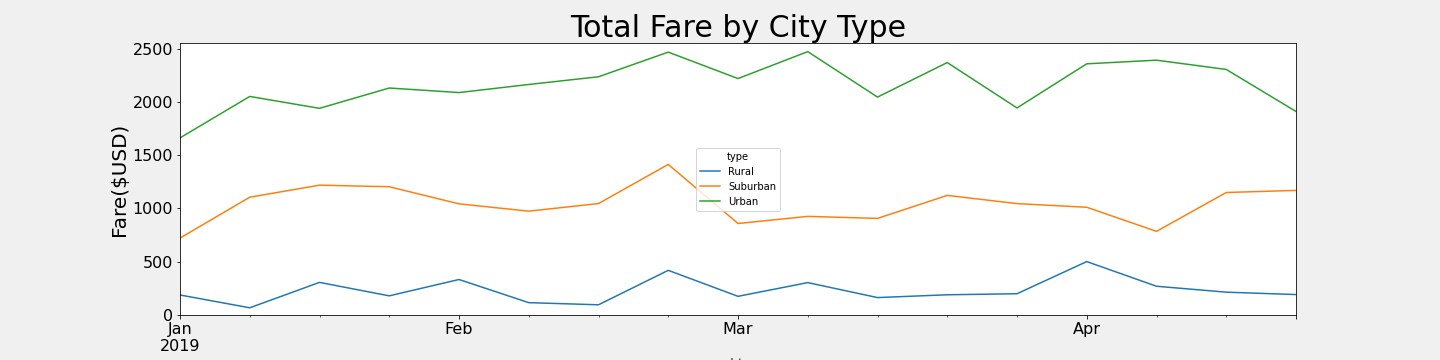 Total Fare by City Type
Fare($USD)
2500
2000
1500
1000
500
0
type
Rural
Suburban
Urban
Jan Feb Mar Apr
2019